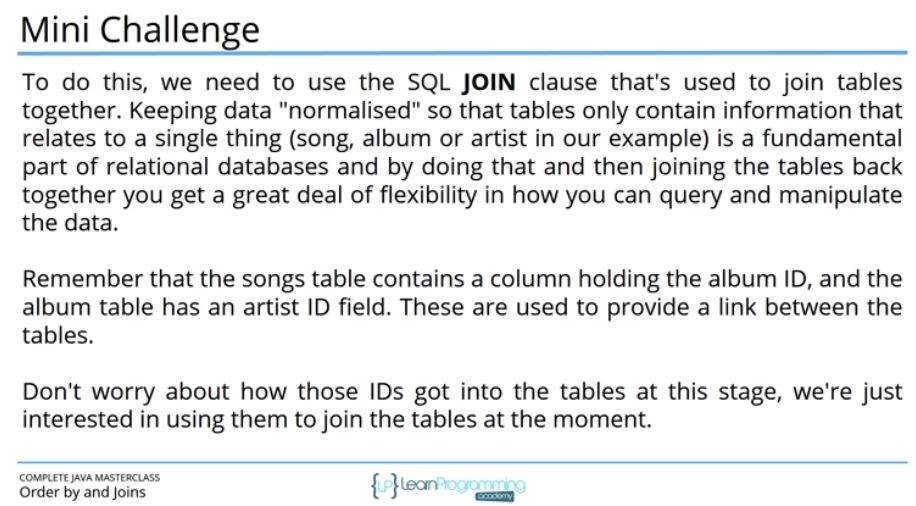 Mini Challenge
To do this, we need to use the SQL JOIN clause that's used to join tables
together. Keeping data "normalised" so that tables only contain information that
relates to a single thing (song, album or artist in our example) is a fundamental
part of relational databases and by doing that and then joining the tables back
together you get a great deal of flexibility in how you can query and manipulate
the data.
Remember that the songs table contains a column holding the album ID, and the
album table has an artist ID field. These are used to provide a link between the
tables.
Don't worry about how those IDs got into the tables at this stage, we're just
interested in using them to join the tables at the moment.
COMPLETE JAVA MASTERCLASS
Order by and Joins
{LP} LearnProgramming
academy